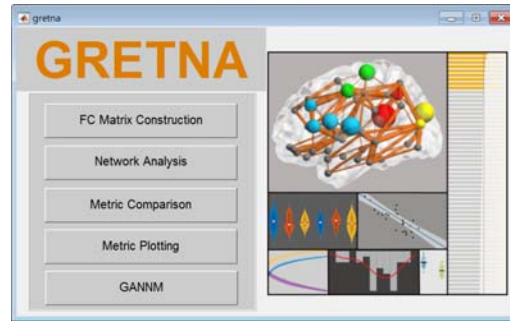 gretna
GRETNA
FC Matrix Construction
Network Analysis
Metric Comparison
Metric Plotting
GANNM